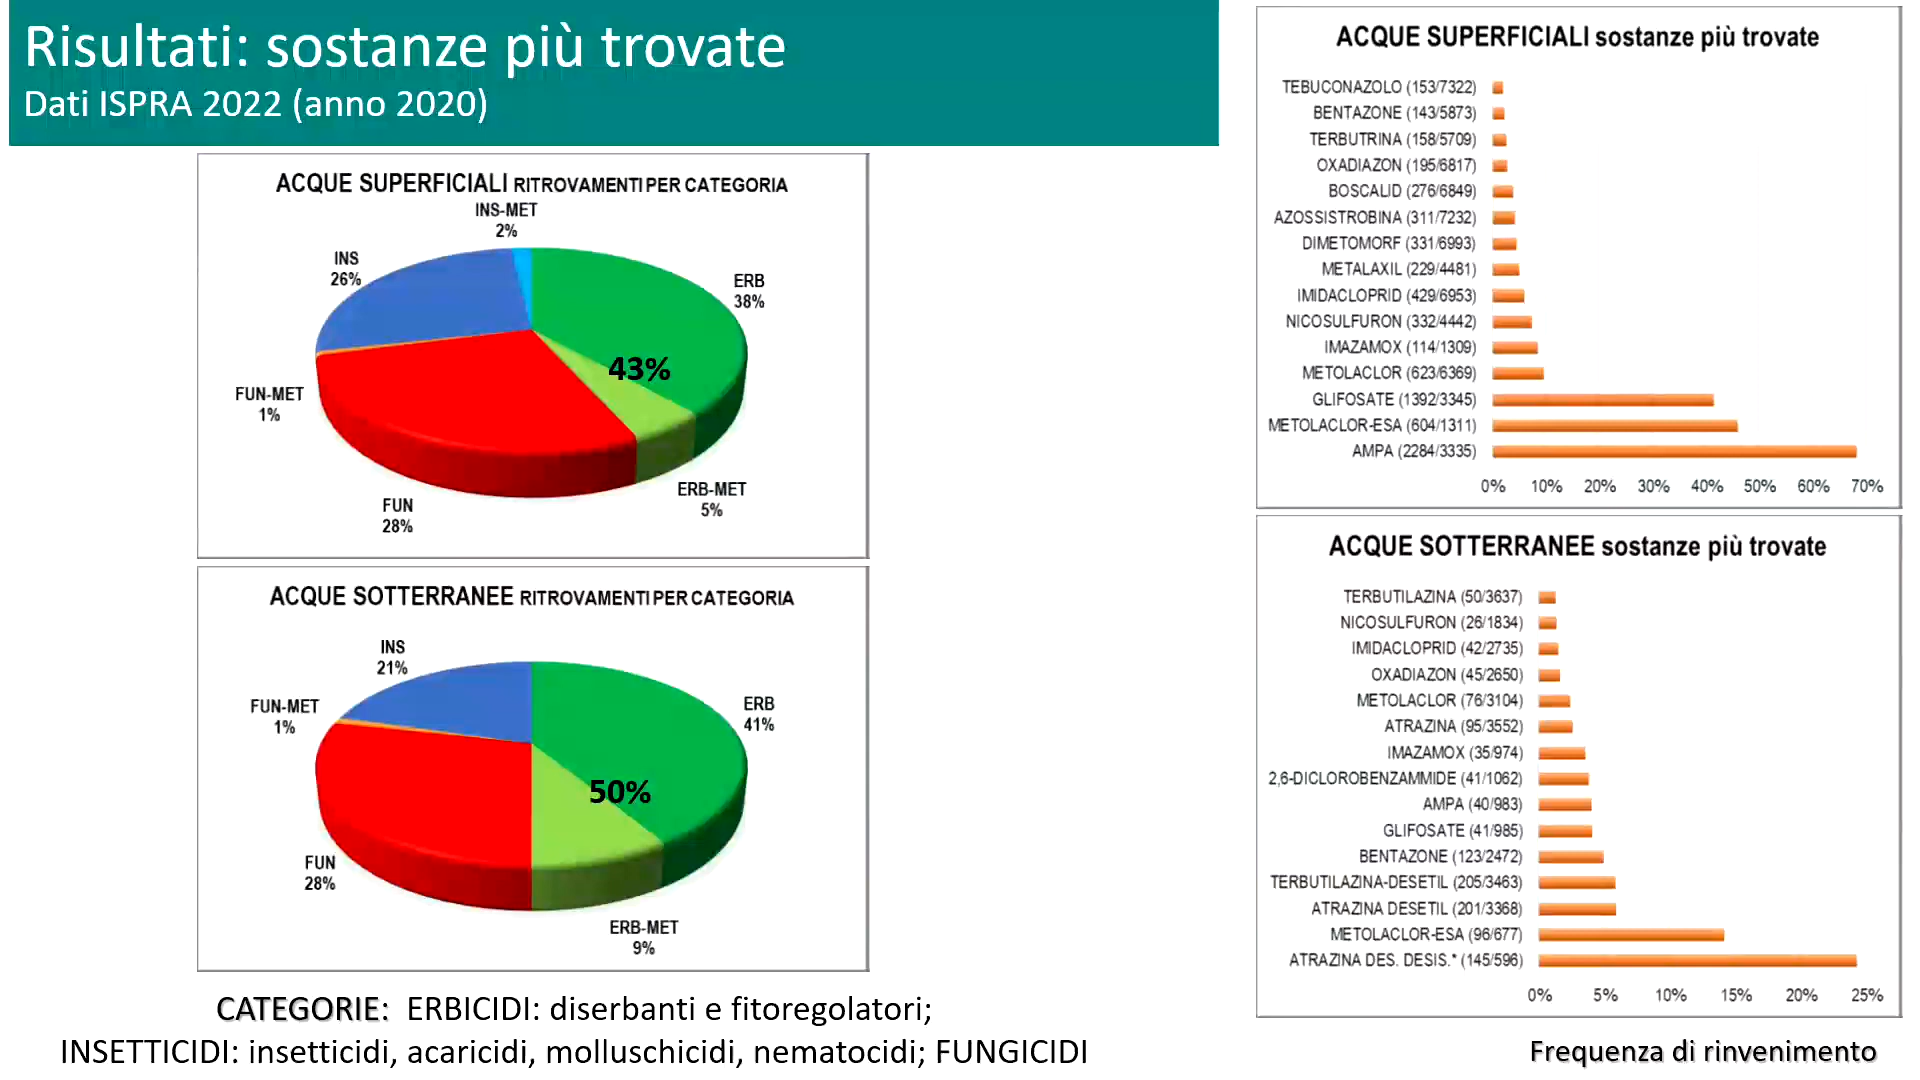 Risultati: sostanze più trovate
Dati ISPRA 2022 (anno 2020)
ACQUE SUPERFICIALI RITROVAMENTI PER CATEGORIA
INS-MET
2%
INS
26%
ERB
38%
43%
FUN-MET
1%
ERB-MET
5%
FUN
28%
ACQUE SOTTERRANEE RITROVAMENTI PER CATEGORIA
INS
21%
FUN-MET
1%
ERB
41%
50%
FUN
28%
ERB-MET
9%
CATEGORIE: ERBICIDI: diserbanti e fitoregolatori;
INSETTICIDI: insetticidi, acaricidi, molluschicidi, nematocidi; FUNGICIDI
ACQUE SUPERFICIALI sostanze più trovate
TEBUCONAZOLO (153/7322)
BENTAZONE (143/5873)
TERBUTRINA (158/5709)
OXADIAZON (195/6817)
BOSCALID (276/6849)
AZOSSISTROBINA (311/7232)
DIMETOMORF (331/6993)
METALAXIL (229/4481)
IMIDACLOPRID (429/6953)
NICOSULFURON (332/4442)
IMAZAMOX (114/1309)
METOLACLOR (623/6369)
GLIFOSATE (1392/3345)
METOLACLOR-ESA (604/1311)
AMPA (2284/3335)
0% 10% 20% 30% 40% 50% 60% 70%
ACQUE SOTTERRANEE sostanze più trovate
TERBUTILAZINA (50/3637)
NICOSULFURON (26/1834)
IMIDACLOPRID (42/2735)
OXADIAZON (45/2650)
METOLACLOR (76/3104)
ATRAZINA (95/3552)
IMAZAMOX (35/974)
2,6-DICLOROBENZAMMIDE (41/1062)
AMPA (40/983)
GLIFOSATE (41/985)
BENTAZONE (123/2472)
TERBUTILAZINA-DESETIL (205/3463)
ATRAZINA DESETIL (201/3368)
METOLACLOR-ESA (96/677)
ATRAZINA DES. DESIS.* (145/596)
0% 5% 10% 15% 20% 25%
Frequenza di rinvenimento